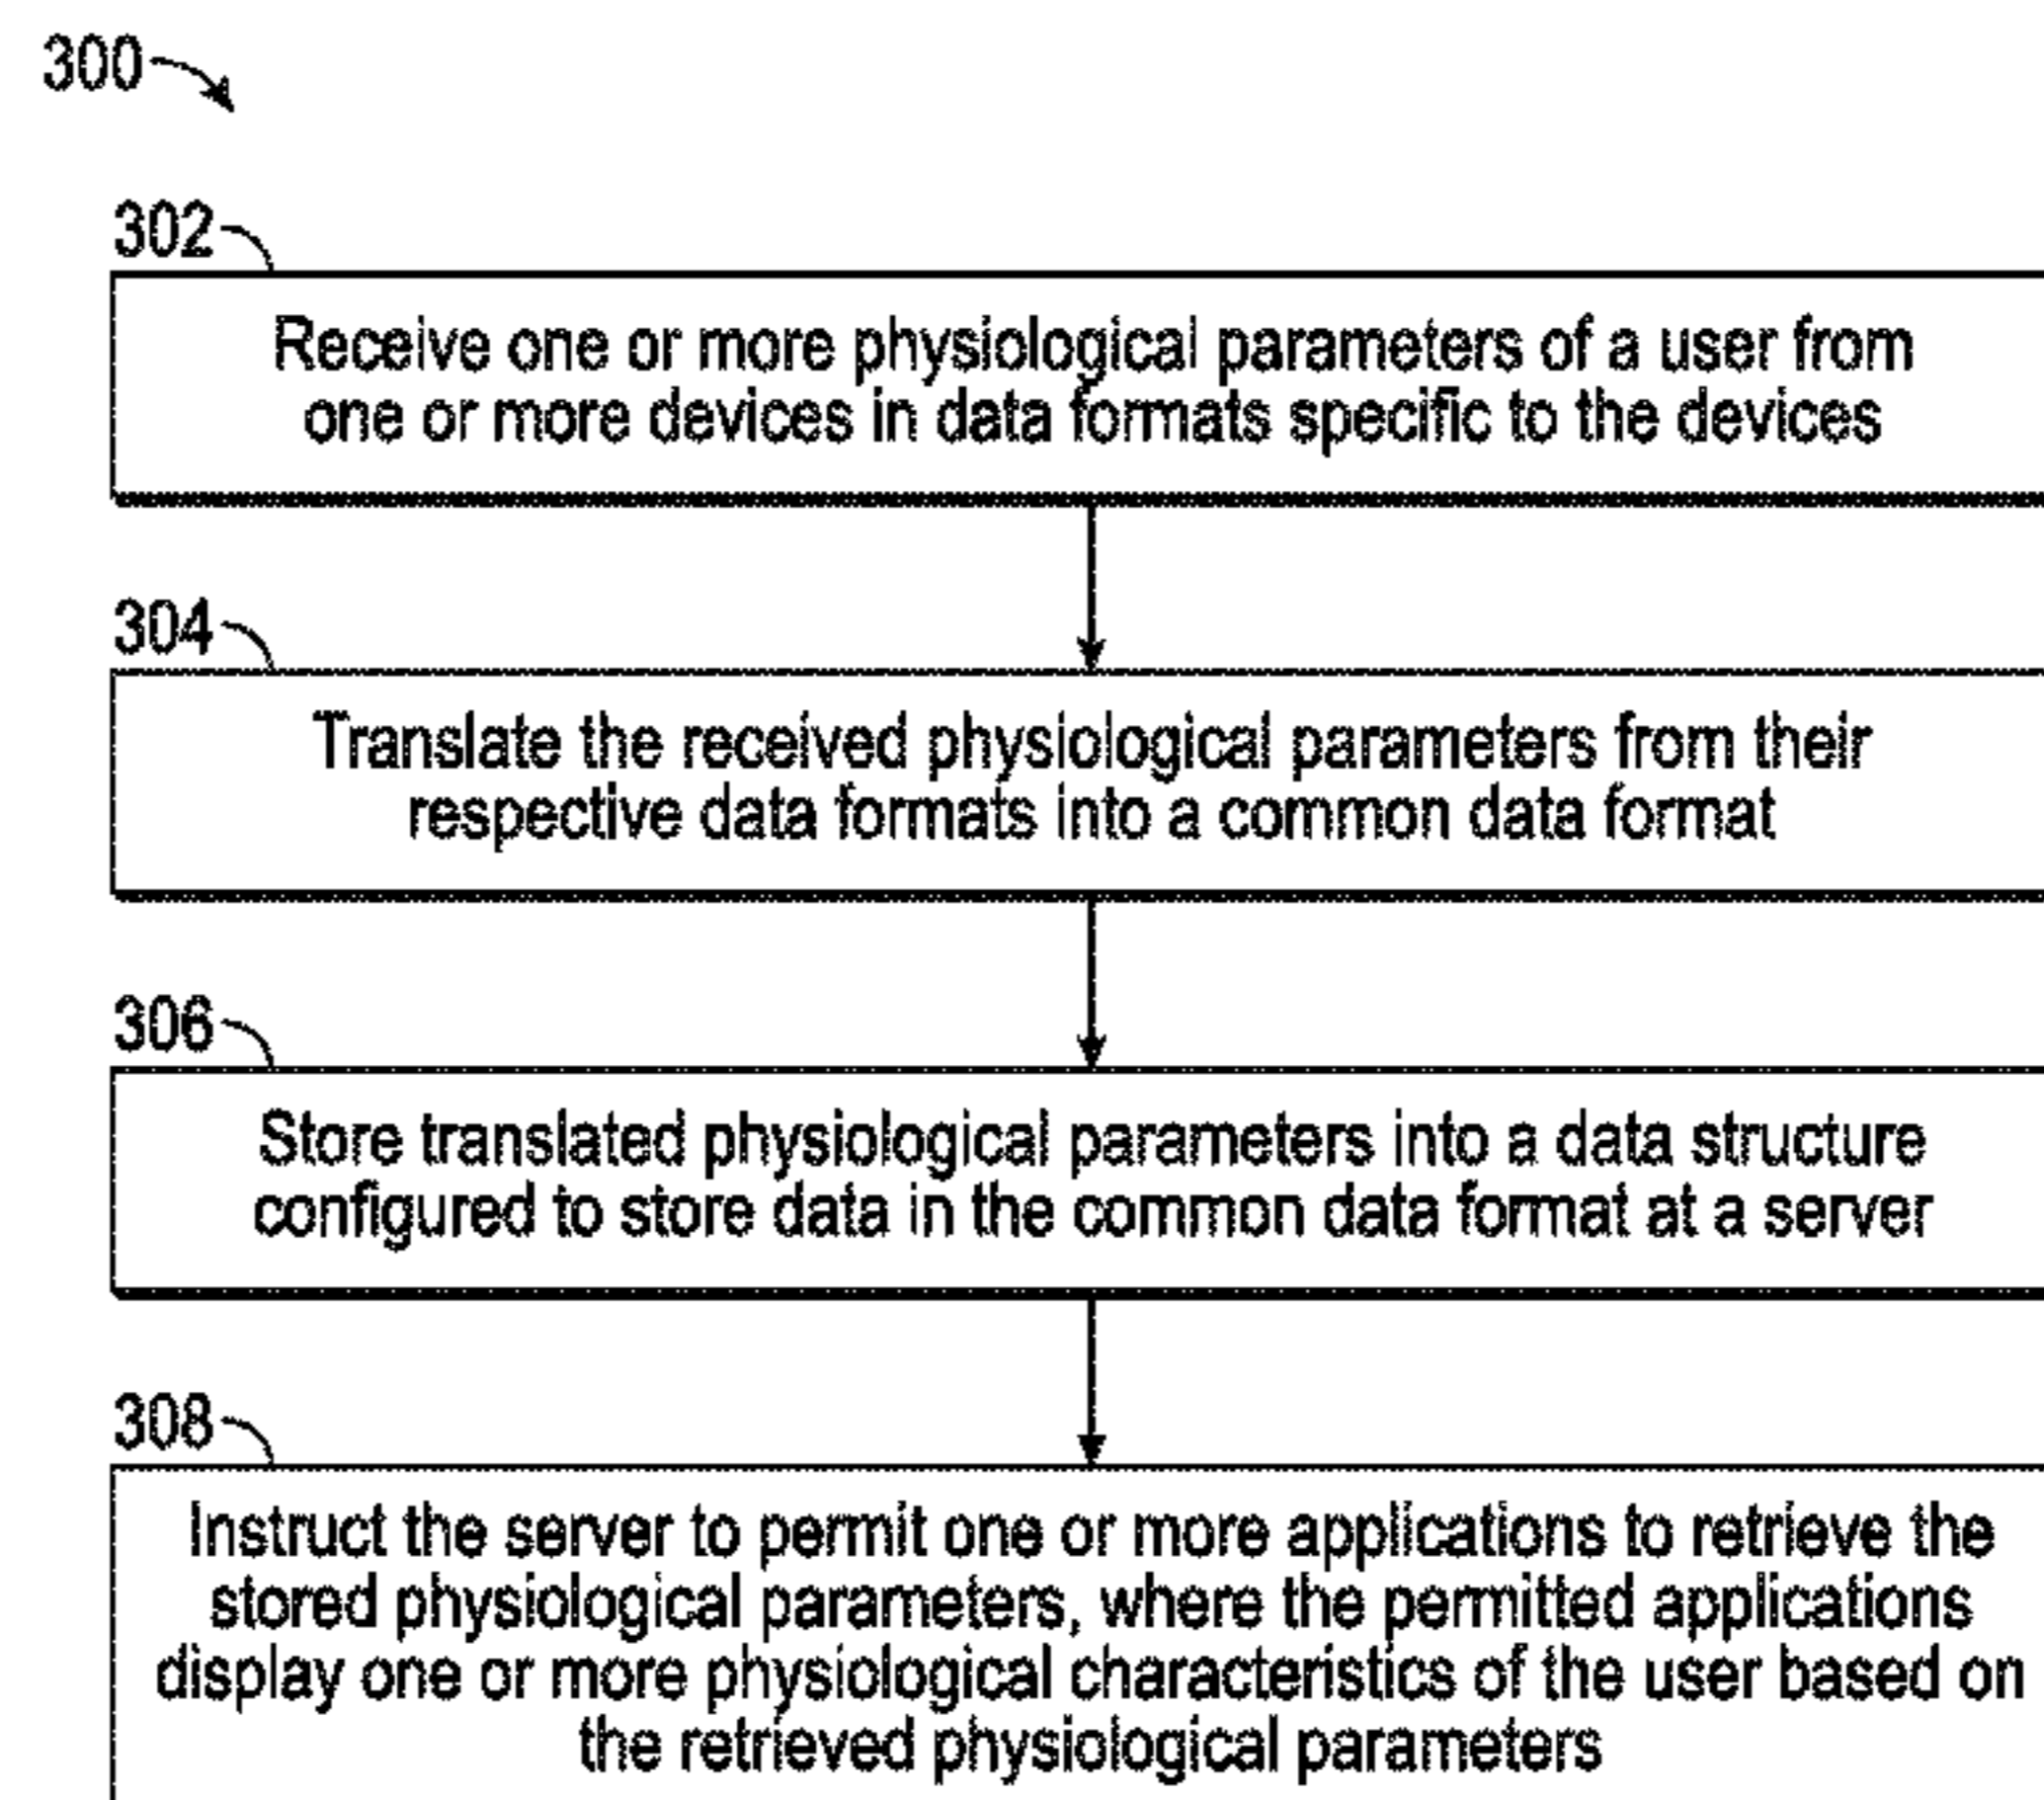 300
302
Receive one or more physiological parameters of a user from
one or more devices in data formats specific to the devices
304
Translate the received physiological parameters from their
respective data formats into a common data format
306
Store translated physiological parameters into a data structure
configured to store data in the common data format at a server
308
Instruct the server to permit one or more applications to retrieve the
stored physiological parameters, where the permitted applications
display one or more physiological characteristics of the user based on
the retrieved physiological parameters